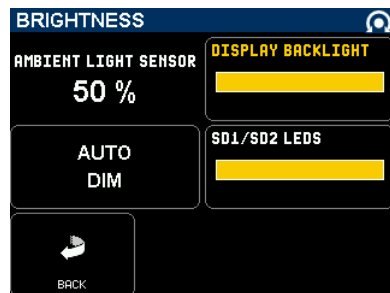 BRIGHTNESS
AMBIENT LIGHT SENSOR
50 %
DISPLAY BACKLIGHT
AUTO
DIM
SD1/SD2 LEDS
BACK